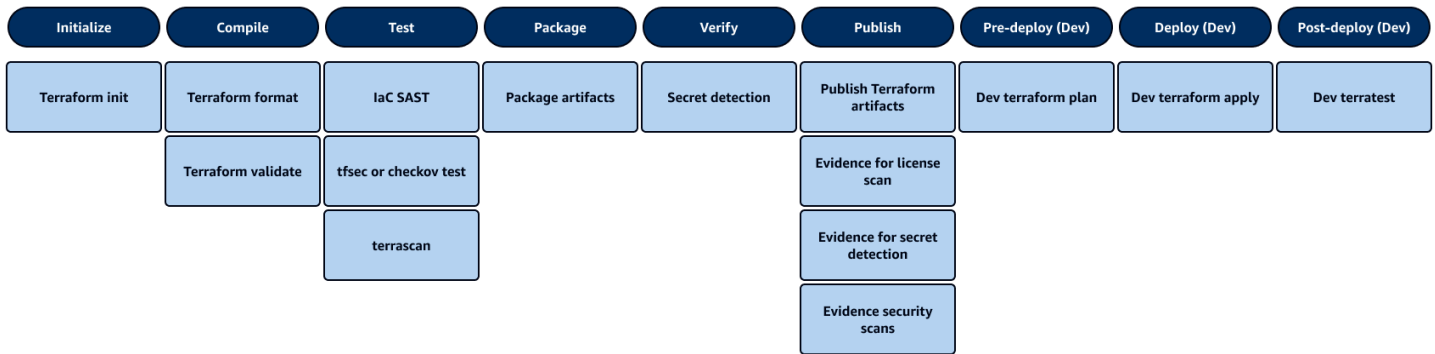 Initialize
Compile
Test
Package
Verify
Publish
Pre-deploy (Dev)
Deploy (Dev)
Post-deploy (Dev)
Terraform init
Terraform format
IaC SAST
Package artifacts
Secret detection
Publish Terraform
artifacts
Dev terraform plan
Dev terraform apply
Dev terratest
Terraform validate
tfsec or checkov test
Evidence for license
scan
terrascan
Evidence for secret
detection
Evidence security
scans